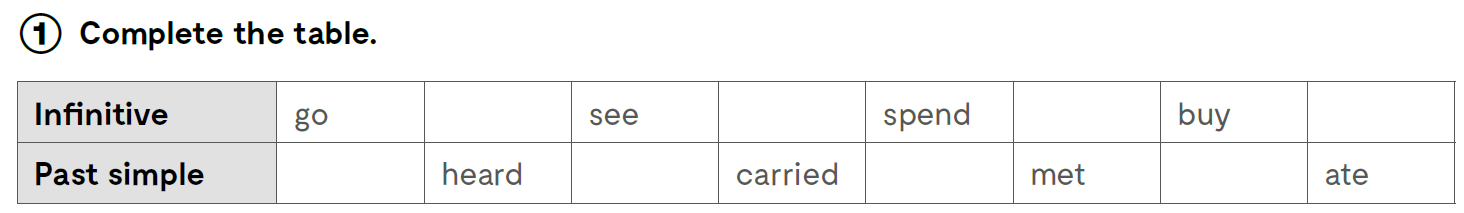 ① Complete the table.
Infinitive go see spend buy
Past simple heard carried met ate